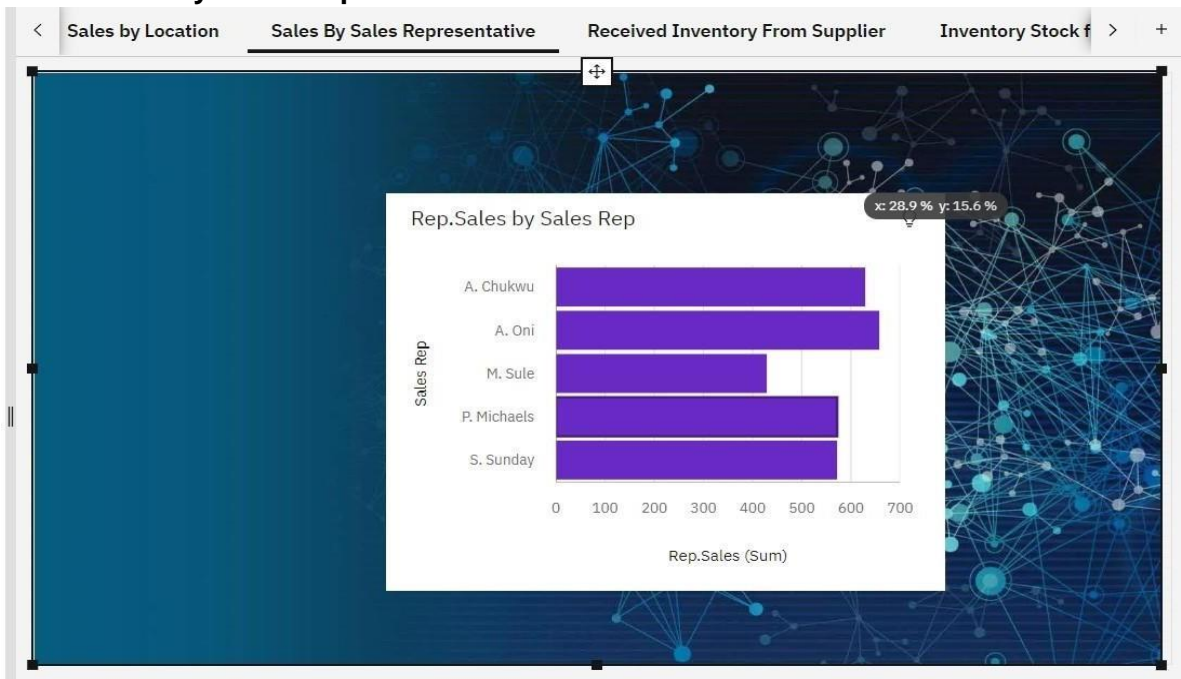 Sales by Location Sales By Sales Representative Received Inventory From Supplier Inventory Stock f
x: 28.9 % y: 15.6 %
Rep.Sales by Sales Rep
Sales Rep
A. Chukwu
A. Oni
M. Sule
P. Michaels
S. Sunday
0 100 200 300 400 500 600 700
Rep.Sales (Sum)